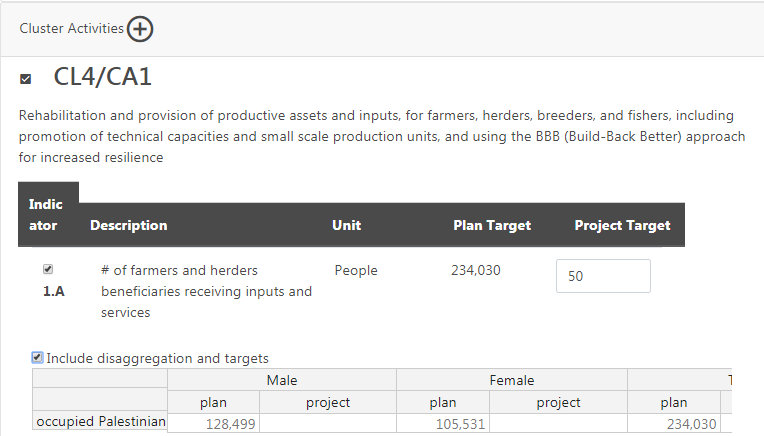 Cluster Activities
CL4/CA1
Rehabilitation and provision of productive assets and inputs, for farmers, herders, breeders, and fishers, including
promotion of technical capacities and small scale production units, and using the BBB (Build-Back Better) approach
for increased resilience
Indic
ator Description Unit Plan Target Project Target
# of farmers and herders People 234,030 50
1.A beneficiaries receiving inputs and
services
Include disaggregation and targets
Male Female
plan project plan project plan
occupied Palestinian 128,499 105,531 234,030